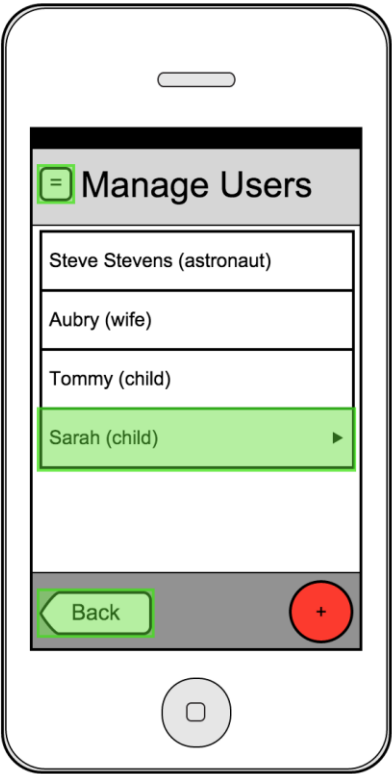 = Manage Users
Steve Stevens (astronaut)
Aubry (wife)
Tommy (child)
Sarah (child)
Back
+